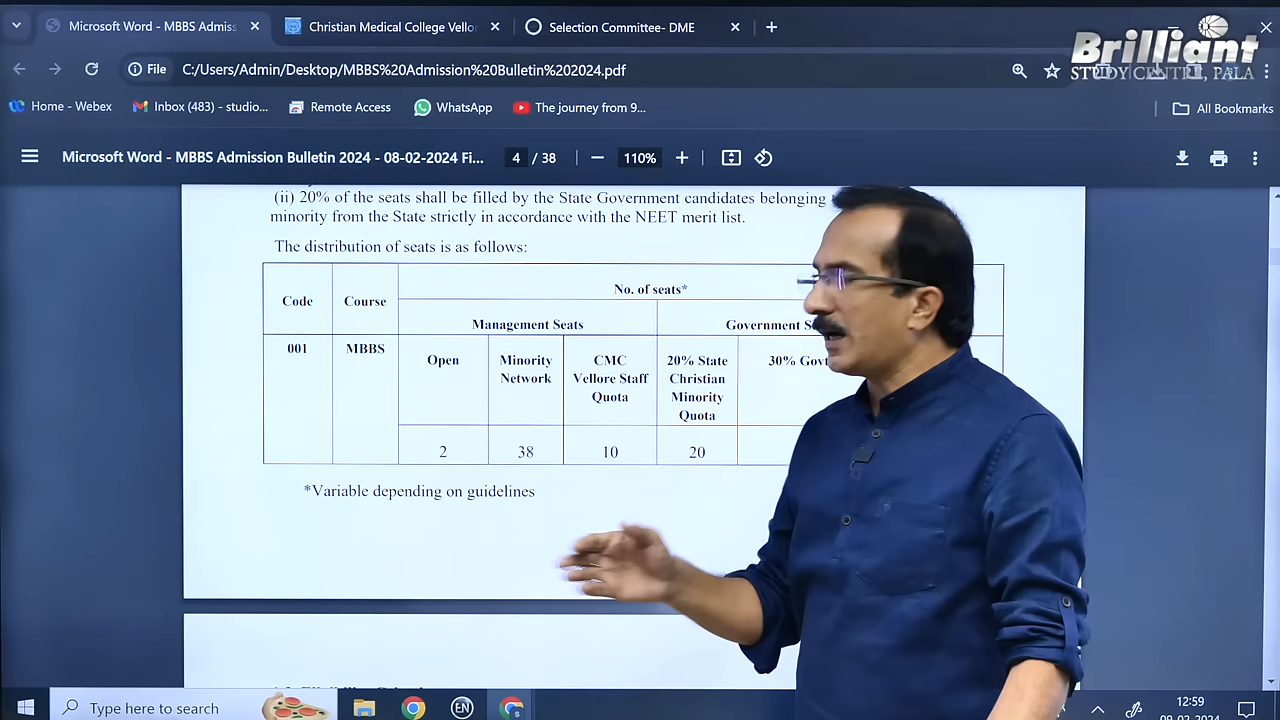 Microsoft Word - MBBS Admiss
Christian Medical College Vello
Selection Committee- DME
Brilliant
STUDY CENTRE, PALA
File
C:/Users/Admin/Desktop/MBBS%20Admission%20Bulletin%202024.pdf
Home - Webex
Inbox (483) - studio...
Remote Access
WhatsApp
The journey from 9...
All Bookmarks
Microsoft Word - MBBS Admission Bulletin 2024 - 08-02-2024 Fi...
4 / 38
110%
(ii) 20% of the seats shall be filled by the State Government candidates belonging
minority from the State strictly in accordance with the NEET merit list.
The distribution of seats is as follows:
Code
Course
No. of seats*
Management Seats
Government S
001
MBBS
Open
Minority
Network
CMC
Vellore Staff
Quota
20% State
Christian
Minority
Quota
30% Govt
2
38
10
20
*Variable depending on guidelines
Type here to search
EN
12:59
09-02-2024